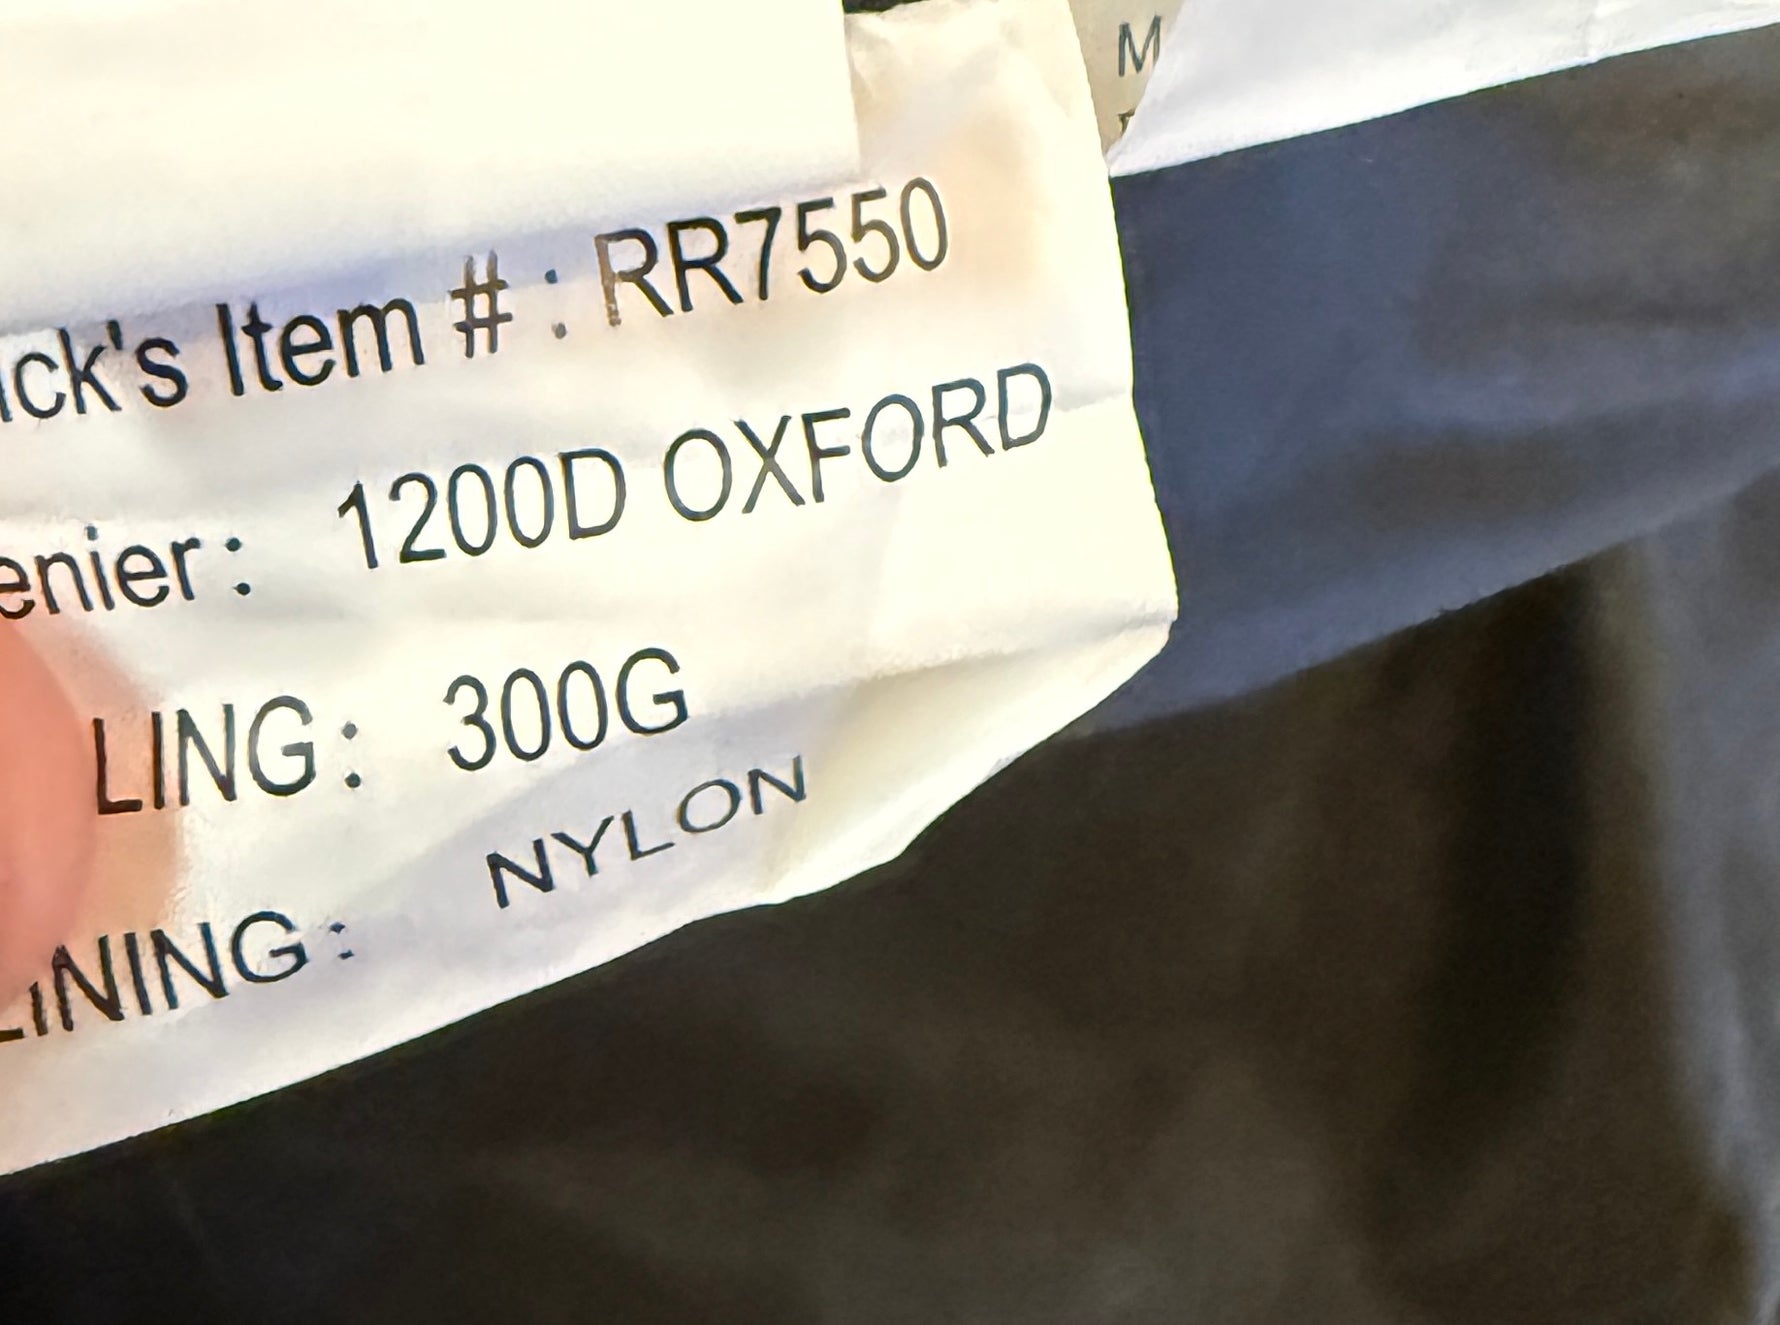 M
ick's Item # : RR7550
enier: 1200D OXFORD
LING: 300G
LINING: NYLON